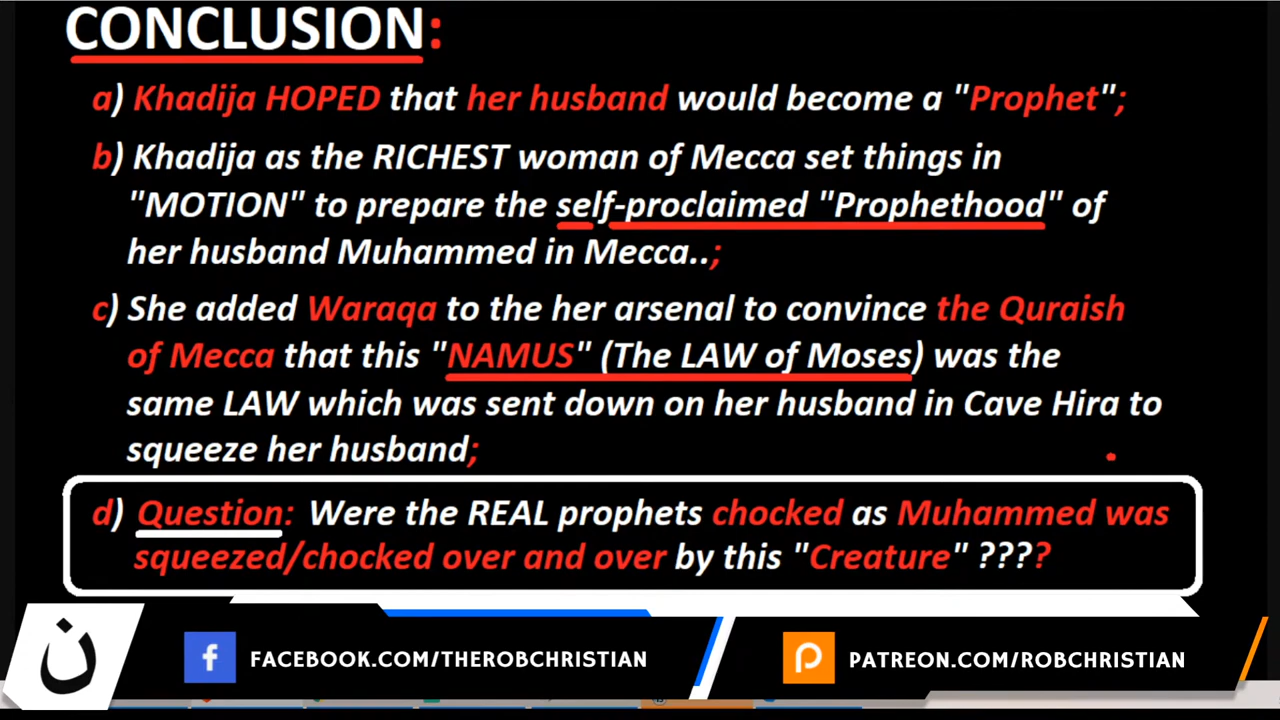 CONCLUSION:
a) Khadija HOPED that her husband would become a "Prophet";
b) Khadija as the RICHEST woman of Mecca set things in
"MOTION" to prepare the self-proclaimed "Prophethood" of
her husband Muhammed in Mecca..;
c) She added Waraqa to the her arsenal to convince the Quraish
of Mecca that this "NAMUS" (The LAW of Moses) was the
same LAW which was sent down on her husband in Cave Hira to
squeeze her husband;
d) Question: Were the REAL prophets chocked as Muhammed was
squeezed/chocked over and over by this "Creature" ????
ن
FACEBOOK.COM/THEROBCHRISTIAN
PATREON.COM/ROBCHRISTIAN